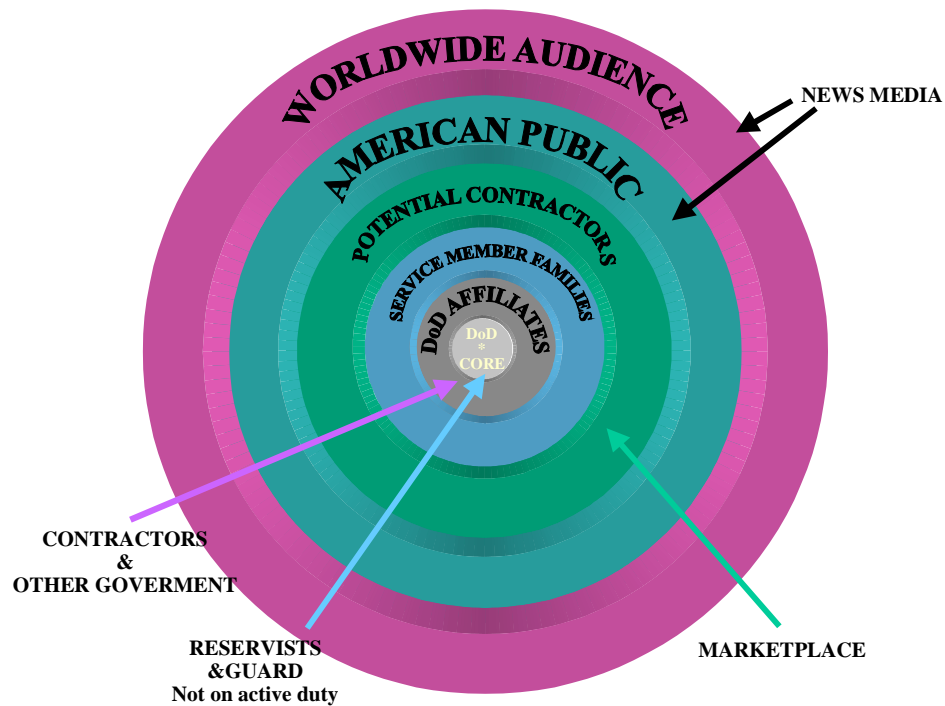 WORLDWIDE AUDIENCE
NEWS MEDIA
AMERICAN PUBLIC
POTENTIAL CONTRACTORS
SERVICE MEMBER FAMILIES
DoD AFFILIATES
DoD
*
CORE
CONTRACTORS
&
OTHER GOVERMENT
RESERVISTS
&GUARD
Not on active duty
MARKETPLACE